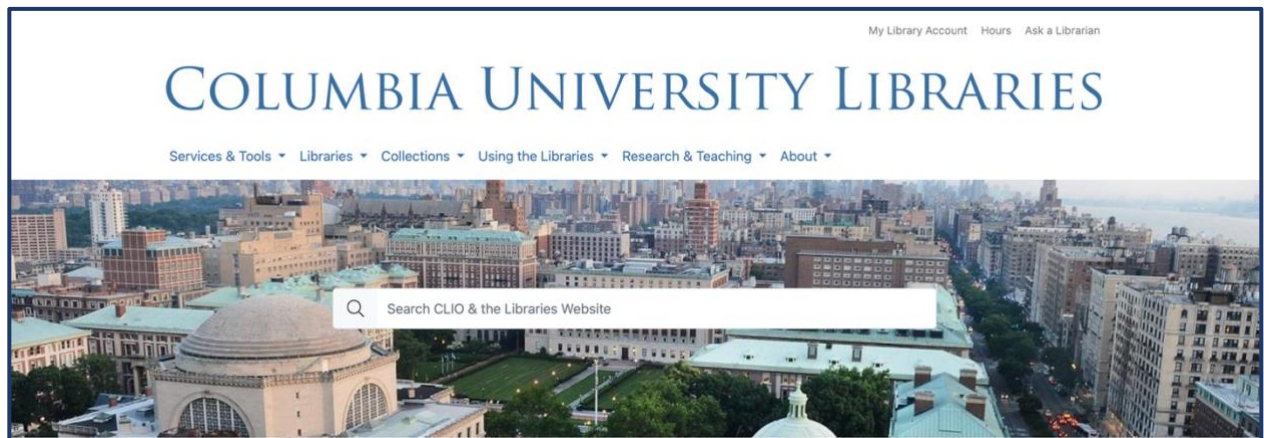 My Library Account Hours Ask a Librarian
COLUMBIA UNIVERSITY LIBRARIES
Services & Tools Libraries Collections Using the Libraries Research & Teaching About
Search CLIO & the Libraries Website